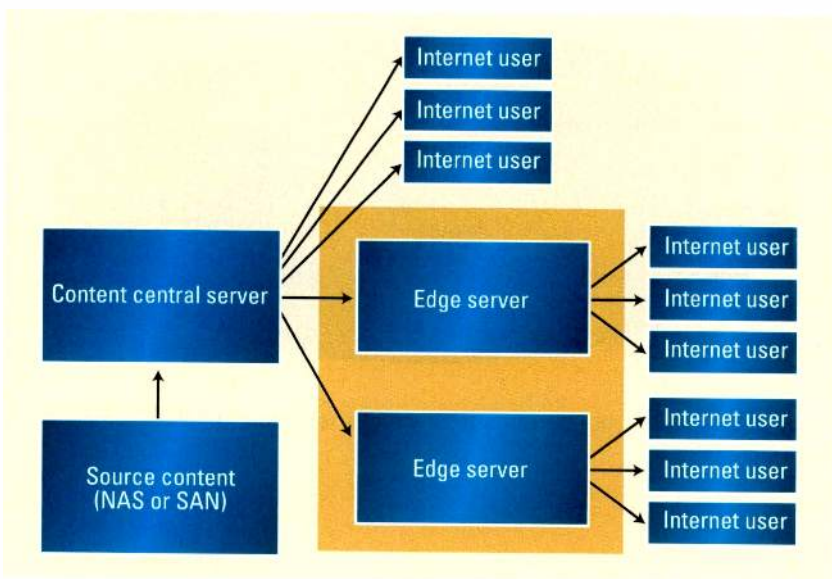 Internet user
Internet user
Internet user
Content central server
Edge server
Internet user
Internet user
Internet user
Source content
(NAS or SAN)
Edge server
Internet user
Internet user
Internet user